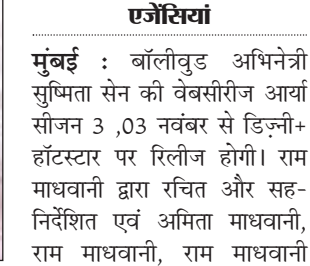 एजेंसियां
मुंबई : बॉलीवुड अभिनेत्री
सुष्मिता सेन की वेबसीरीज आर्या
सीजन 3 ,03 नवंबर से डिज़्नी+
हॉटस्टार पर रिलीज होगी। राम
माधवानी द्वारा रचित और सह-
निर्देशित एवं अमिता माधवानी,
राम माधवानी, राम माधवानी